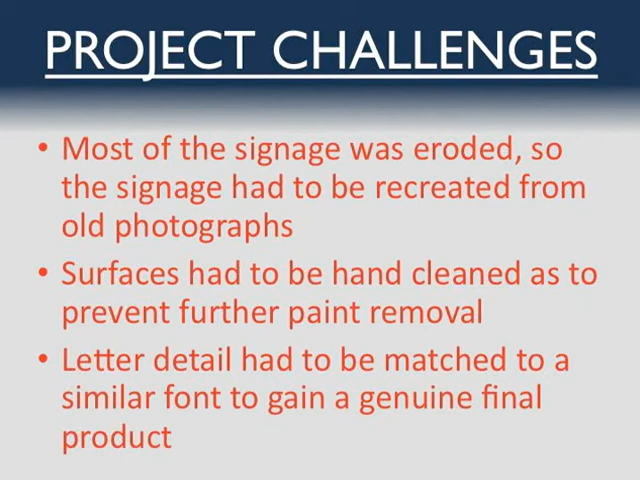 PROJECT CHALLENGES
• Most of the signage was eroded, so
the signage had to be recreated from
old photographs
• Surfaces had to be hand cleaned as to
prevent further paint removal
• Letter detail had to be matched to a
similar font to gain a genuine final
product